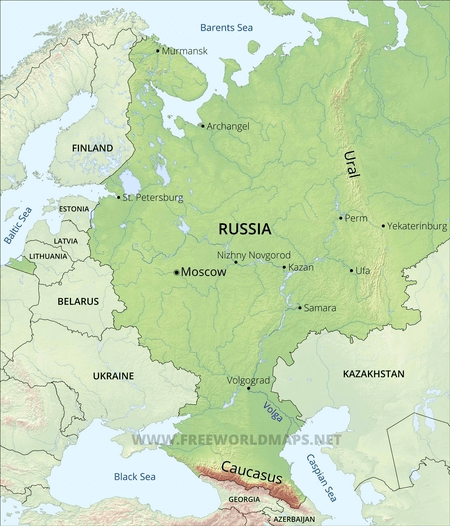 Barents Sea
Murmansk
Archangel
FINLAND
Ural
St. Petersburg
ESTONIA
Baltic Sea
Perm
RUSSIA
Yekaterinburg
LATVIA
Nizhny Novgorod
LITHUANIA
Kazan
Ufa
Moscow
BELARUS
Samara
UKRAINE
KAZAKHSTAN
Volgograd
Volga
WWW.FREEWORLDMAPS.NET
Caucasus
Caspian Sea
Black Sea
GEORGIA
AZERBAIJAN